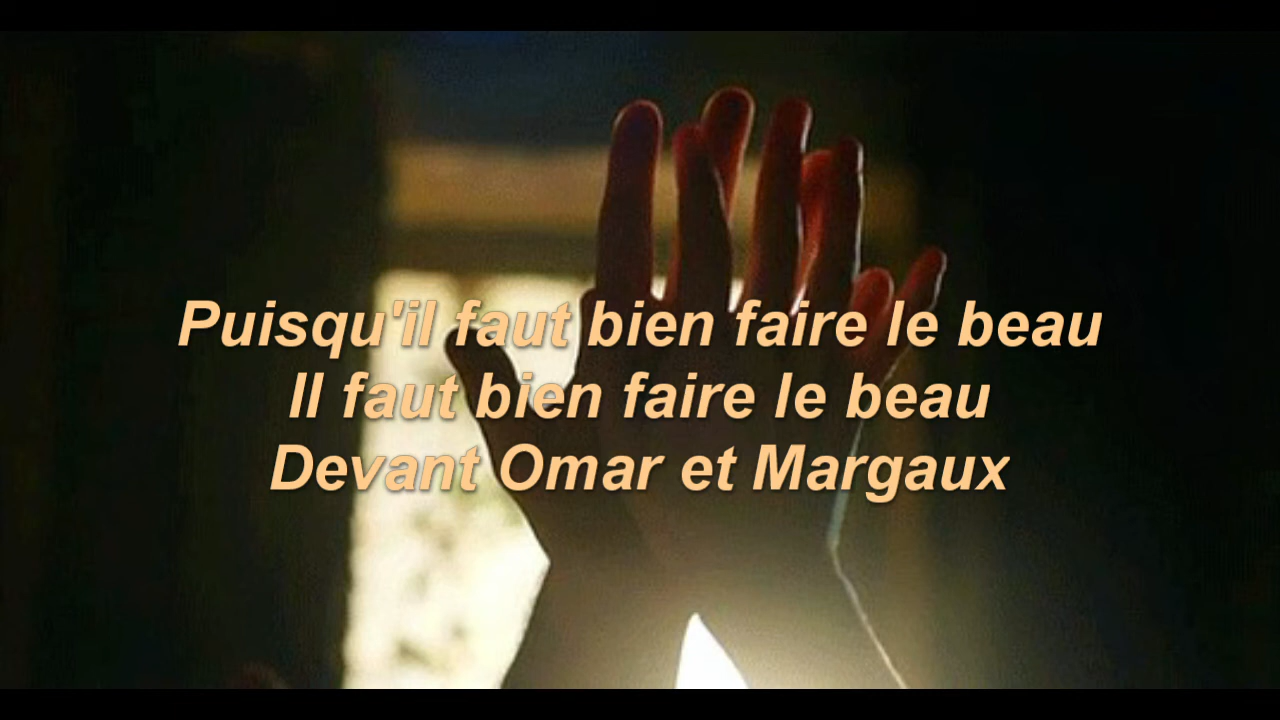 Puisqu'il faut bien faire le beau
Il faut bien faire le beau
Devant Omar et Margaux